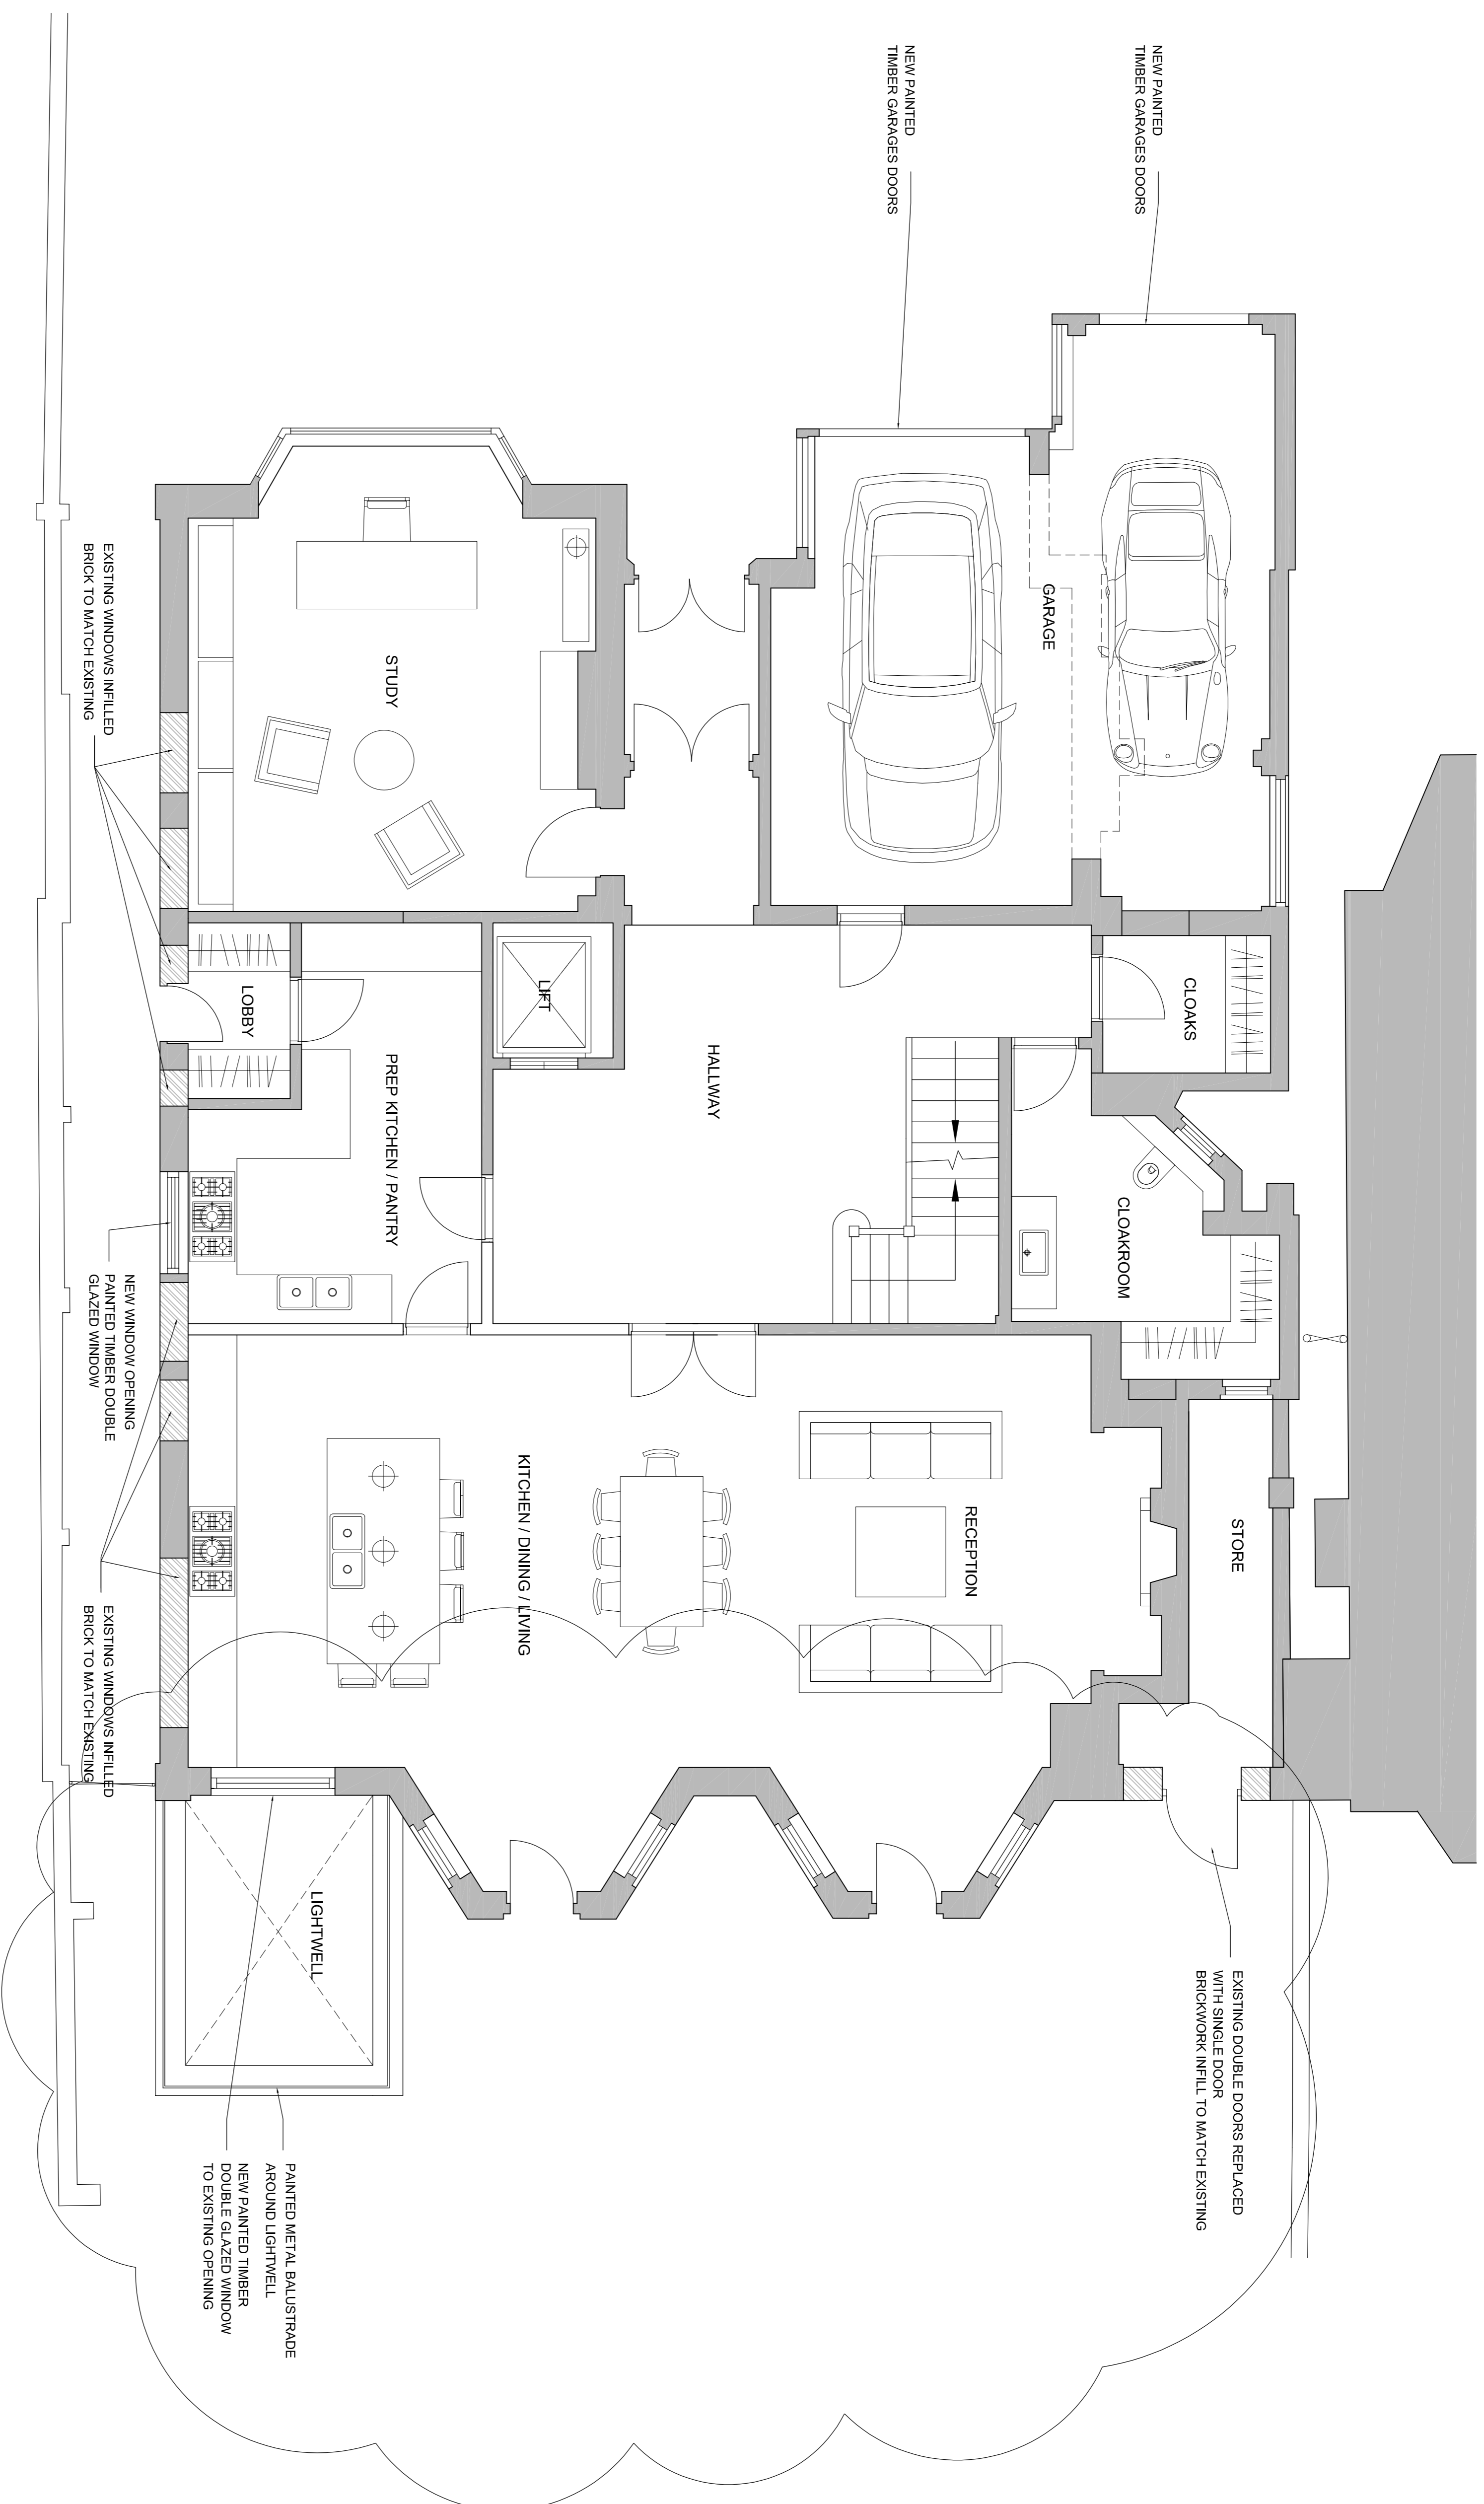 NEW PAINTED
TIMBER GARAGES DOORS
NEW PAINTED
TIMBER GARAGES DOORS
GARAGE
STUDY
EXISTING WINDOWS INFILLED
BRICK TO MATCH EXISTING
CLOAKS
LIFT
LOBBY
HALLWAY
PREP KITCHEN / PANTRY
CLOAKROOM
NEW WINDOW OPENING
PAINTED TIMBER DOUBLE
GLAZED WINDOW
STORE
RECEPTION
KITCHEN / DINING / LIVING
EXISTING WINDOWS INFILLED
BRICK TO MATCH EXISTING
LIGHTWELL
EXISTING DOUBLE DOORS REPLACED
WITH SINGLE DOOR
BRICKWORK INFILL TO MATCH EXISTING
PAINTED METAL BALUSTRADE
AROUND LIGHTWELL
NEW PAINTED TIMBER
DOUBLE GLAZED WINDOW
TO EXISTING OPENING